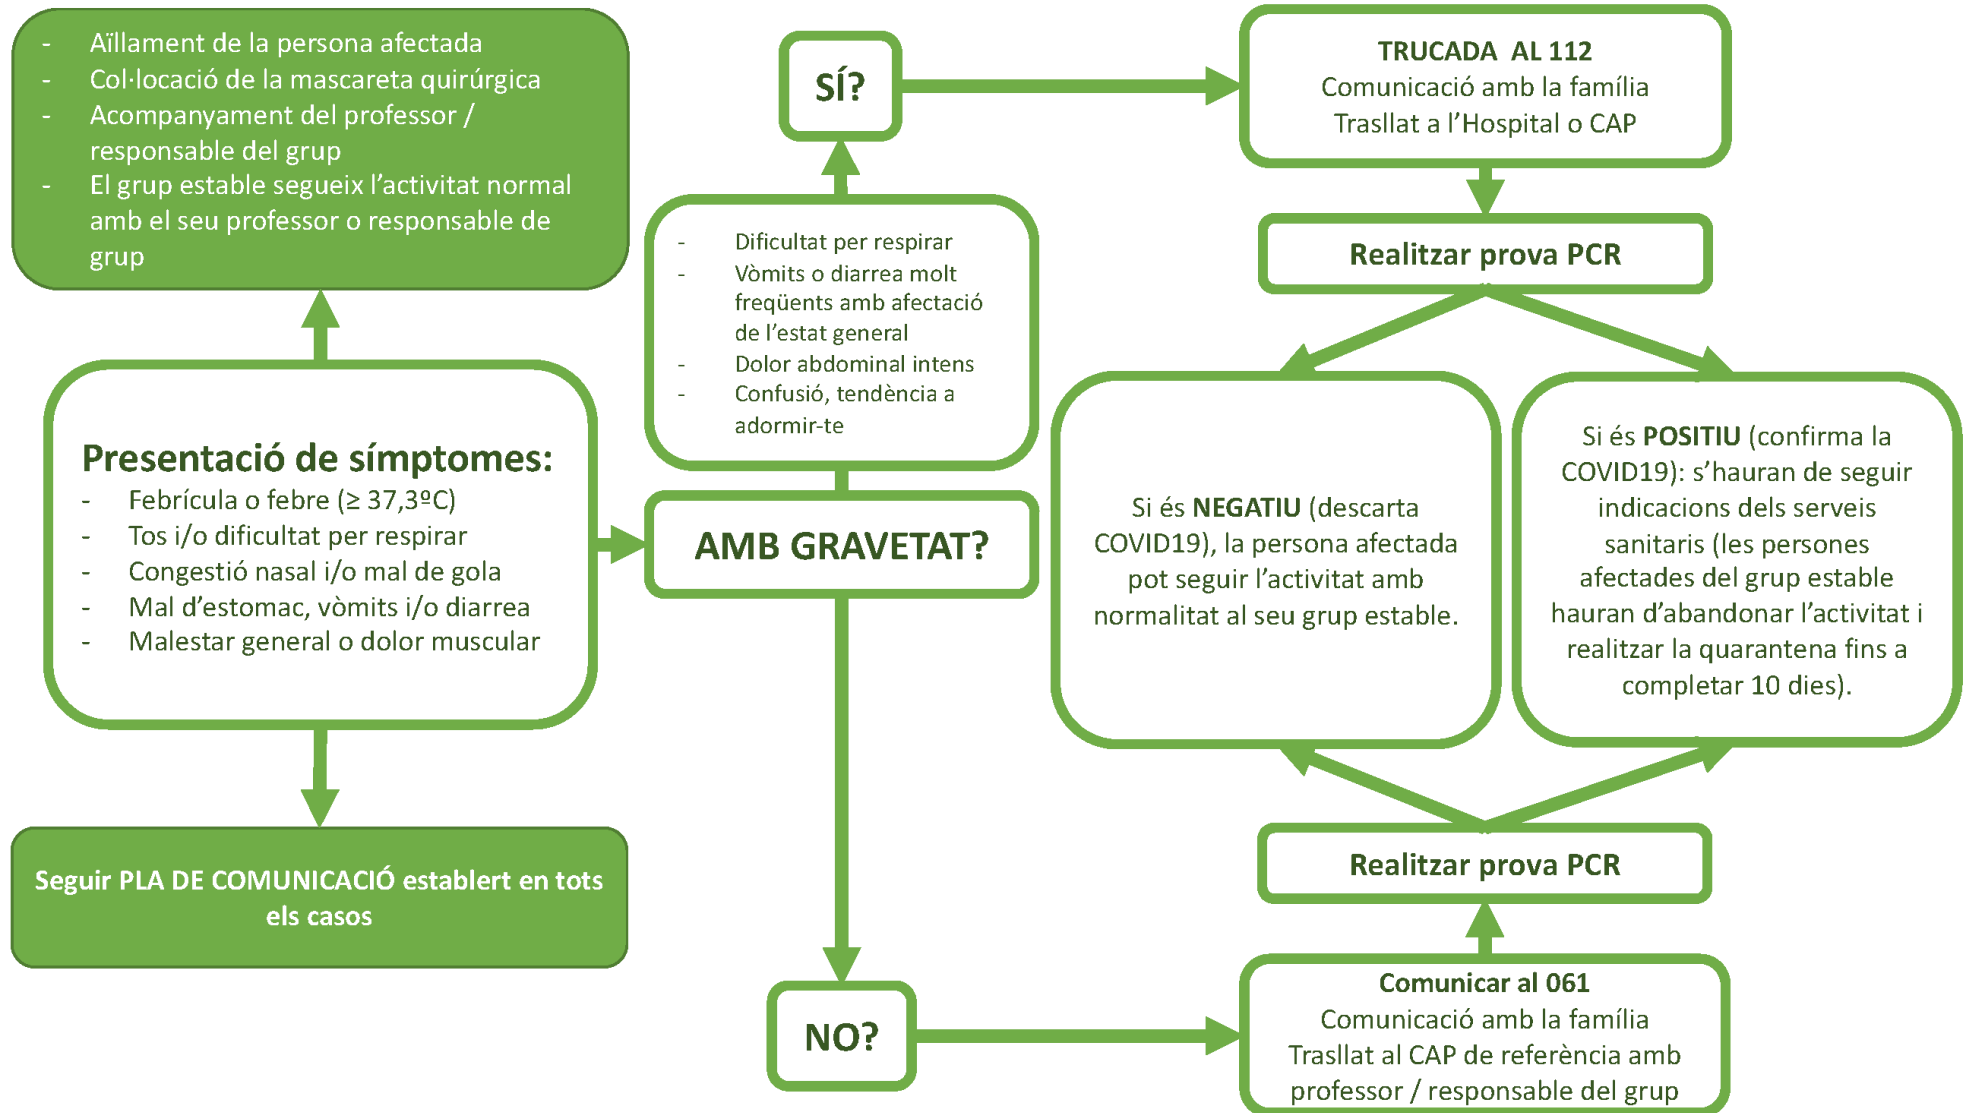 - Aïllament de la persona afectada
- Col·locació de la mascareta quirúrgica
- Acompanyament del professor /
responsable del grup
- El grup estable segueix l’activitat normal
amb el seu professor o responsable de
grup
Presentació de símptomes:
- Febrícula o febre (≥ 37,3ºC)
- Tos i/o dificultat per respirar
- Congestió nasal i/o mal de gola
- Mal d’estomac, vòmits i/o diarrea
- Malestar general o dolor muscular
Seguir PLA DE COMUNICACIÓ establert en tots
els casos
SÍ?
- Dificultat per respirar
- Vòmits o diarrea molt
freqüents amb afectació
de l’estat general
- Dolor abdominal intens
- Confusió, tendència a
adormir-te
AMB GRAVETAT?
NO?
TRUCADA AL 112
Comunicació amb la família
Trasllat a l’Hospital o CAP
Realitzar prova PCR
Si és NEGATIU (descarta
COVID19), la persona afectada
pot seguir l’activitat amb
normalitat al seu grup estable.
Si és POSITIU (confirma la
COVID19): s’hauran de seguir
indicacions dels serveis
sanitaris (les persones
afectades del grup estable
hauran d’abandonar l’activitat i
realitzar la quarantena fins a
completar 10 dies).
Realitzar prova PCR
Comunicar al 061
Comunicació amb la família
Trasllat al CAP de referència amb
professor / responsable del grup